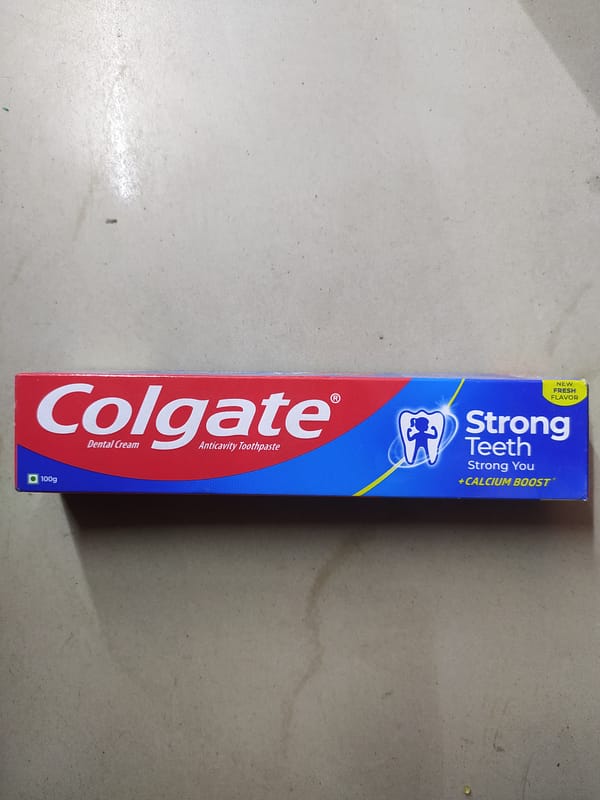 Colgate®
Dental Cream
Anticavity Toothpaste
100g
Strong
Teeth
Strong You
+CALCIUM BOOST*
NEW
FRESH
FLAVOR